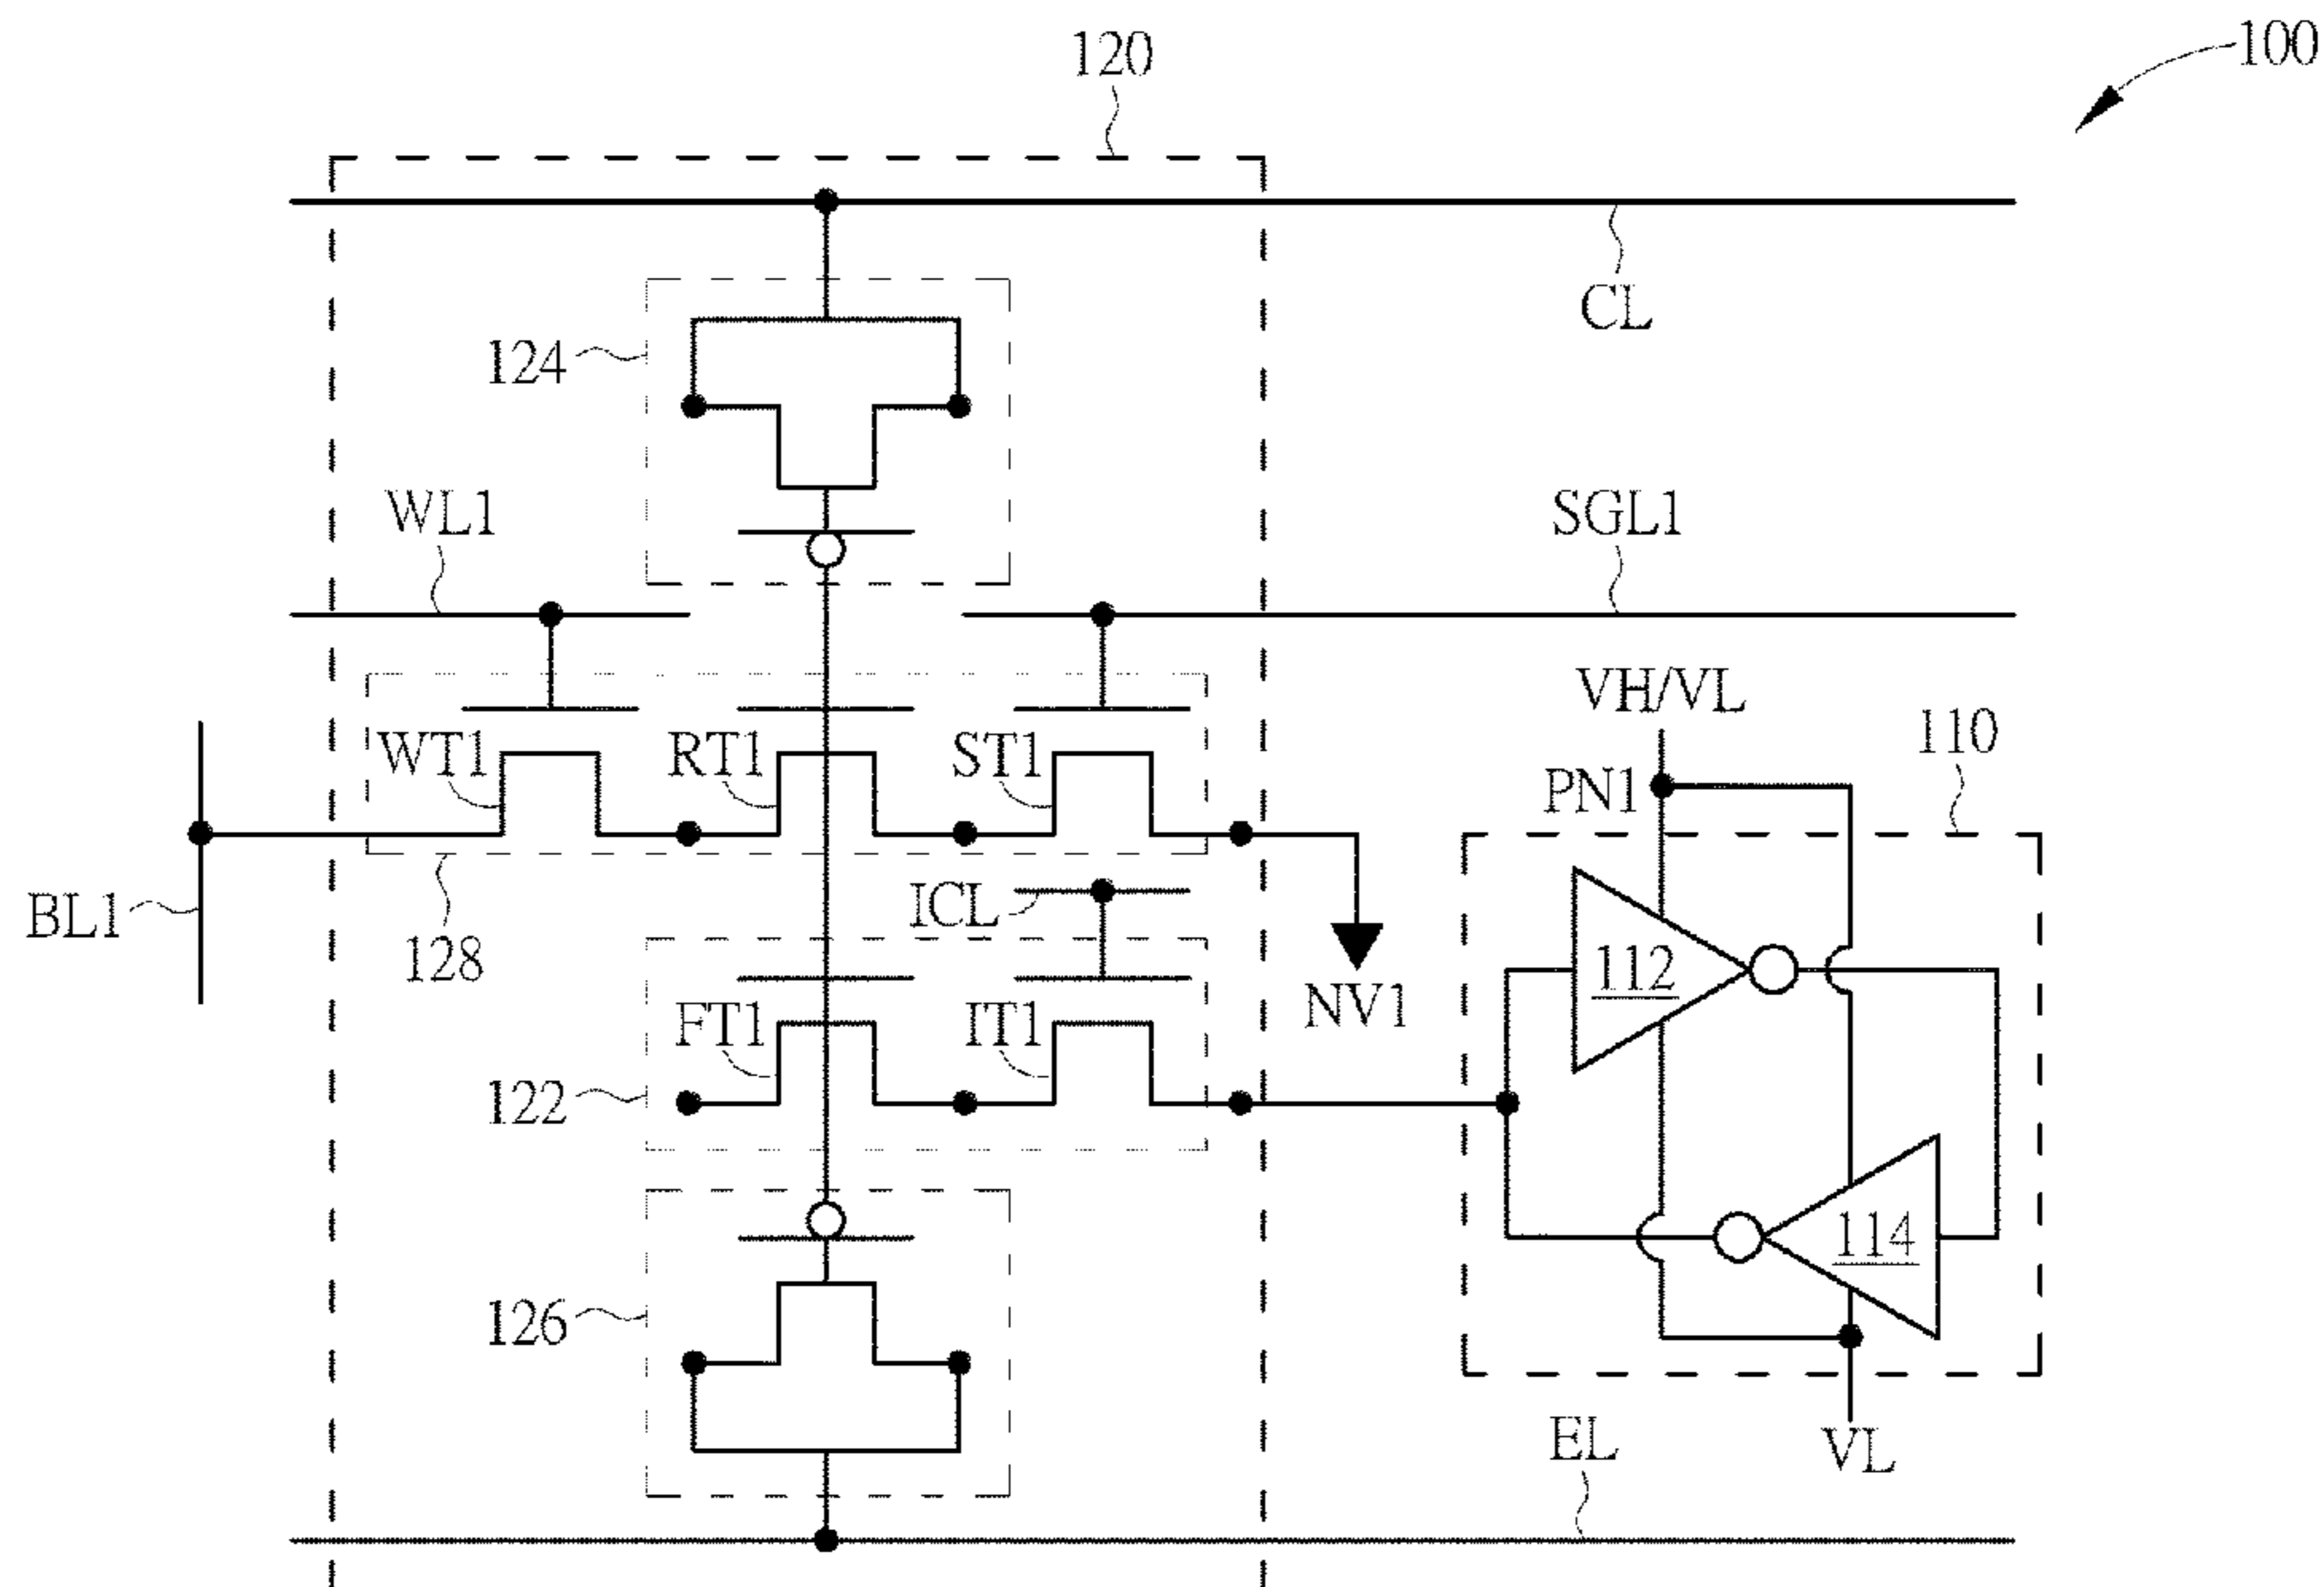 100
120
CL
124
WL1
SGL1
VH/VL
110
WT1
RT1
ST1
PN1
BL1
ICL
128
112
NV1
FT1
IT1
122
114
126
EL
VL